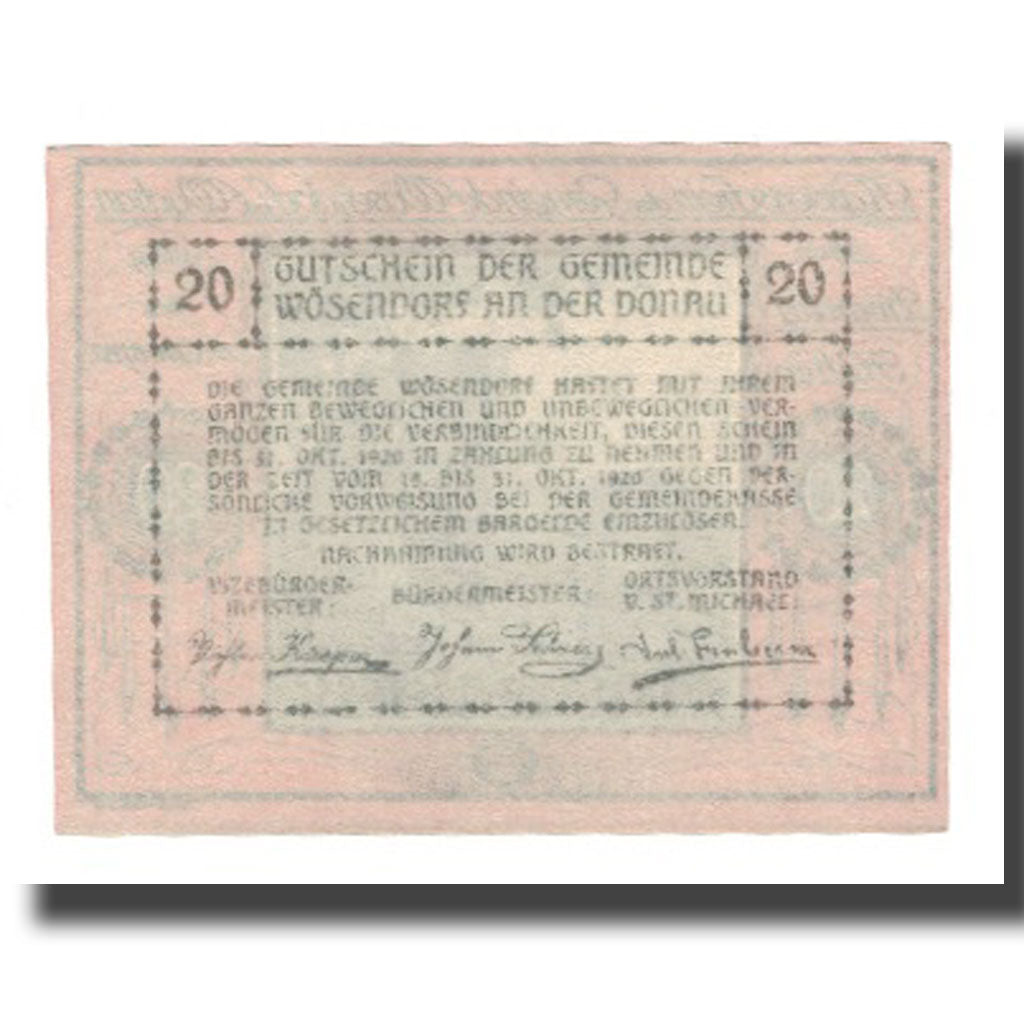 20 GUTSCHEIN DER GEMEINDE 20
WÖSENDORF AN DER DONAU
DIE GEMEINDE WÖSENDORF HAFTET MIT IHREM
GANZEN BEWEGLICHEN UND UNBEWEGLICHEN VER-
MÖGEN FÜR DIE VERBINDLICHKEIT, DIESEN SCHEIN
BIS 31. OKT. 1920 IN ZAHLUNG ZU NEHMEN UND IN
DER ZEIT VOM BIS 31. OKT. 1920 GEGEN PER-
SÖNLICHE VORWEISUNG BEI DER GEMEINDEKASSE
IN GESETZLICHEM BARGELDE EINZULÖSEN.
NACHAHMUNG WIRD BESTRAFT.
VIZEBÜRGER-
MEISTER:
BÜRGERMEISTER:
ORTSVORSTAND
V. ST. MICHAEL:
Johann